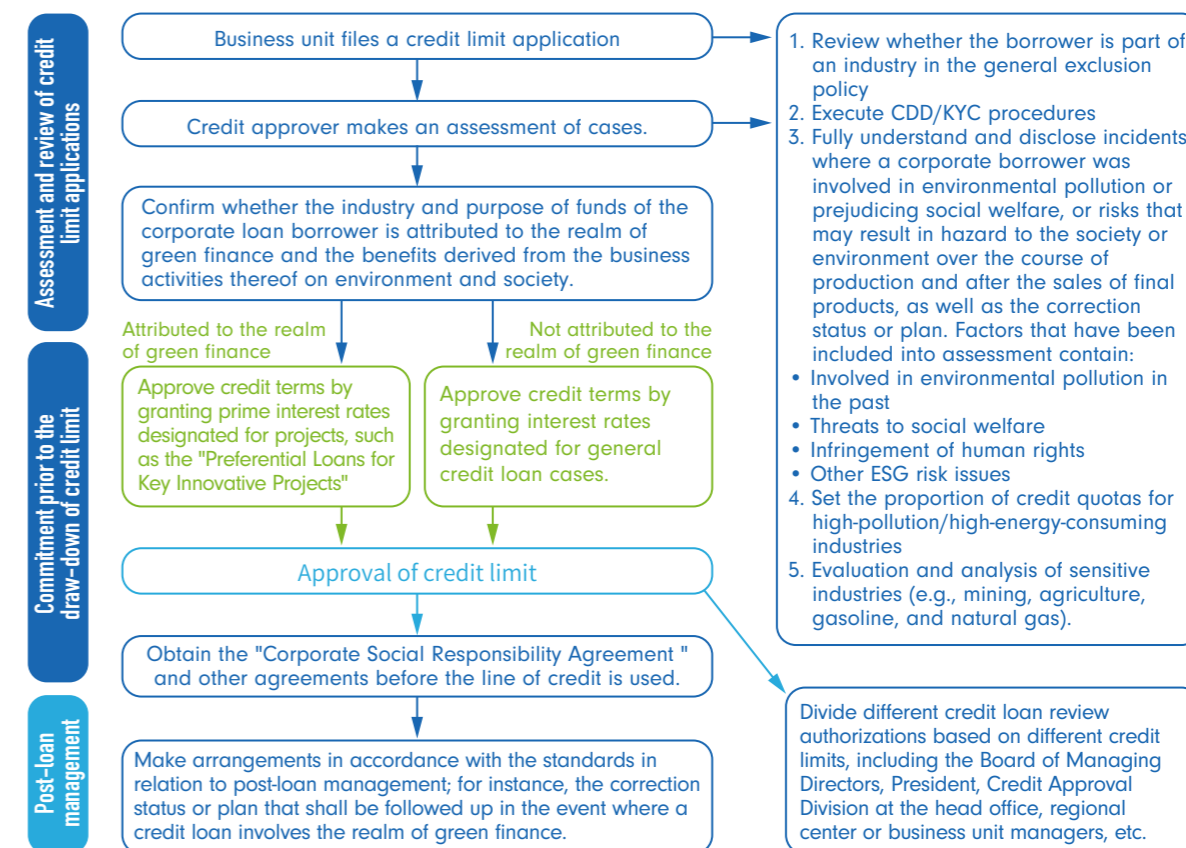 Assessment and review of credit
limit applications
Business unit files a credit limit application
Credit approver makes an assessment of cases.
Confirm whether the industry and purpose of funds of the
corporate loan borrower is attributed to the realm of
green finance and the benefits derived from the business
activities thereof on environment and society.
1. Review whether the borrower is part of
an industry in the general exclusion
policy
2. Execute CDD/KYC procedures
3. Fully understand and disclose incidents
where a corporate borrower was
involved in environmental pollution or
prejudicing social welfare, or risks that
may result in hazard to the society or
environment over the course of
production and after the sales of final
products, as well as the correction
status or plan. Factors that have been
included into assessment contain:
• Involved in environmental pollution in
the past
• Threats to social welfare
• Infringement of human rights
• Other ESG risk issues
4. Set the proportion of credit quotas for
high-pollution/high-energy-consuming
industries
5. Evaluation and analysis of sensitive
industries (e.g., mining, agriculture,
gasoline, and natural gas).
Commitment prior to the
draw-down of credit limit
Attributed to the realm
of green finance
Not attributed to the
realm of green finance
Approve credit terms by
granting prime interest rates
designated for projects, such
as the "Preferential Loans for
Key Innovative Projects"
Approve credit terms by
granting interest rates
designated for general
credit loan cases.
Approval of credit limit
Obtain the "Corporate Social Responsibility Agreement "
and other agreements before the line of credit is used.
Post-loan
management
Make arrangements in accordance with the standards in
relation to post-loan management; for instance, the correction
status or plan that shall be followed up in the event where a
credit loan involves the realm of green finance.
Divide different credit loan review
authorizations based on different credit
limits, including the Board of Managing
Directors, President, Credit Approval
Division at the head office, regional
center or business unit managers, etc.